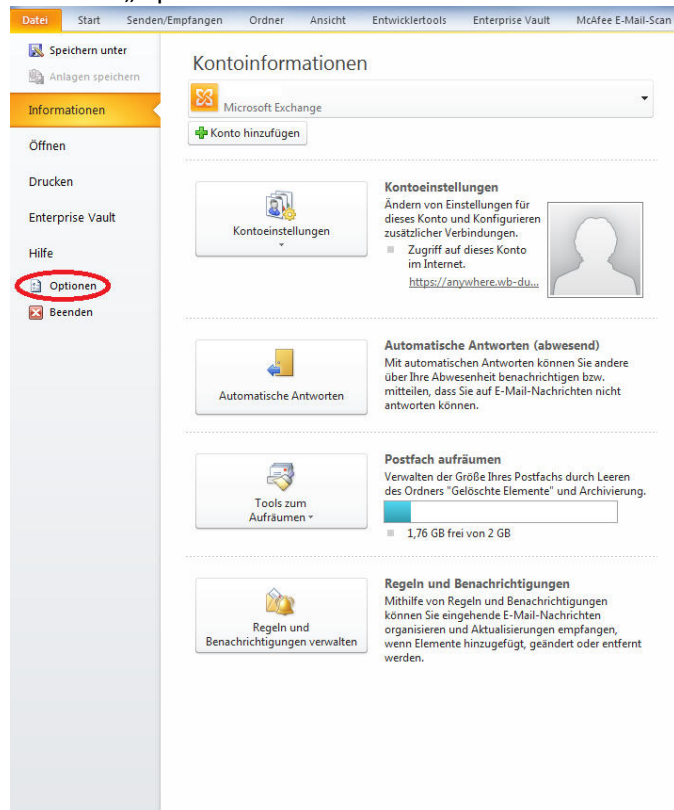 Datei Start Senden/Empfangen Ordner Ansicht Entwicklertools Enterprise Vault McAfee E-Mail-Scan
Speichern unter
Anlagen speichern
Informationen
Öffnen
Drucken
Enterprise Vault
Hilfe
Optionen
Beenden
Kontoinformationen
Microsoft Exchange
Konto hinzufügen
Kontoeinstellungen
Kontoeinstellungen
Ändern von Einstellungen für
dieses Konto und Konfigurieren
zusätzlicher Verbindungen.
Zugriff auf dieses Konto
im Internet.
https://anywhere.wb-du...
Automatische Antworten
Automatische Antworten (abwesend)
Mit automatischen Antworten können Sie andere
über Ihre Abwesenheit benachrichtigen bzw.
mitteilen, dass Sie auf E-Mail-Nachrichten nicht
antworten können.
Tools zum
Aufräumen
Postfach aufräumen
Verwalten der Größe Ihres Postfachs durch Leeren
des Ordners "Gelöschte Elemente" und Archivierung.
1,76 GB frei von 2 GB
Regeln und
Benachrichtigungen verwalten
Regeln und Benachrichtigungen
Mithilfe von Regeln und Benachrichtigungen
können Sie eingehende E-Mail-Nachrichten
organisieren und Aktualisierungen empfangen,
wenn Elemente hinzugefügt, geändert oder entfernt
werden.